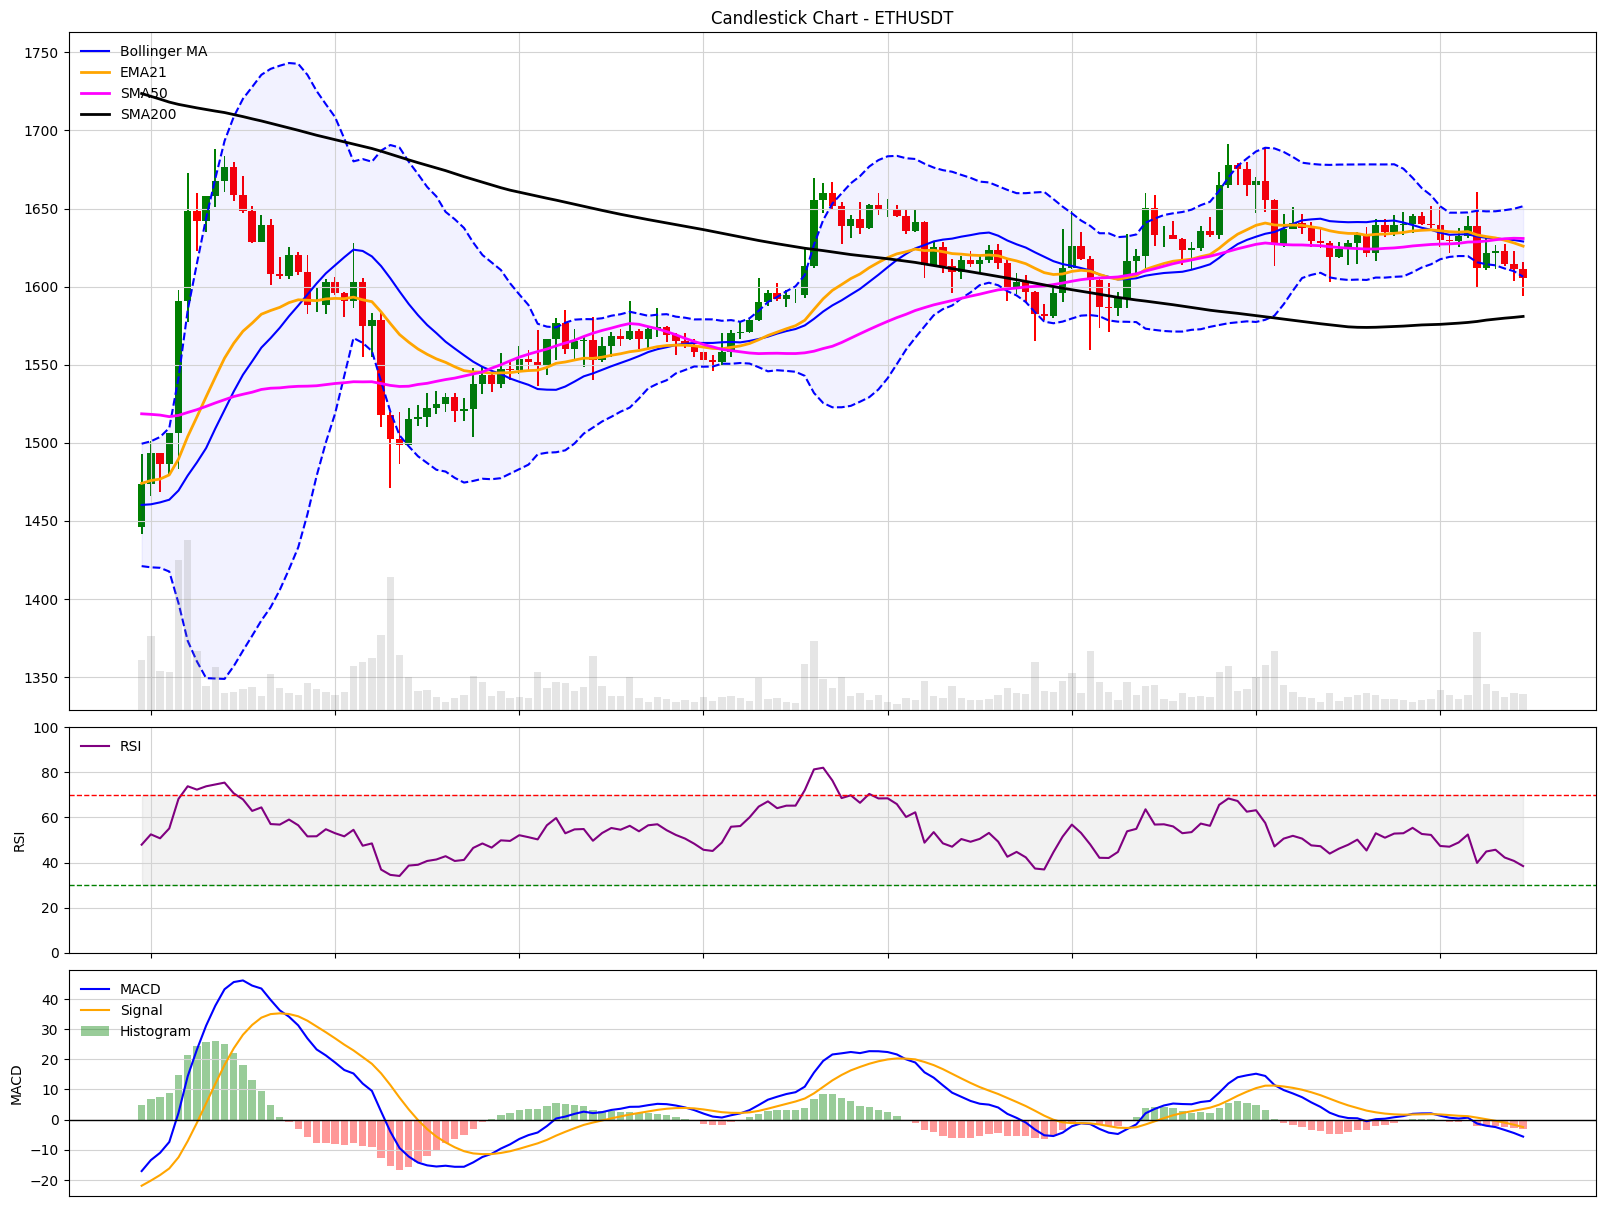 Candlestick Chart - ETHUSDT
1750
1700
1650
1600
1550
1500
1450
1400
1350
Bollinger MA
EMA21
SMA50
SMA200
100
80
60
40
20
0
RSI
RSI
40
30
20
10
0
−10
−20
MACD
MACD
Signal
Histogram